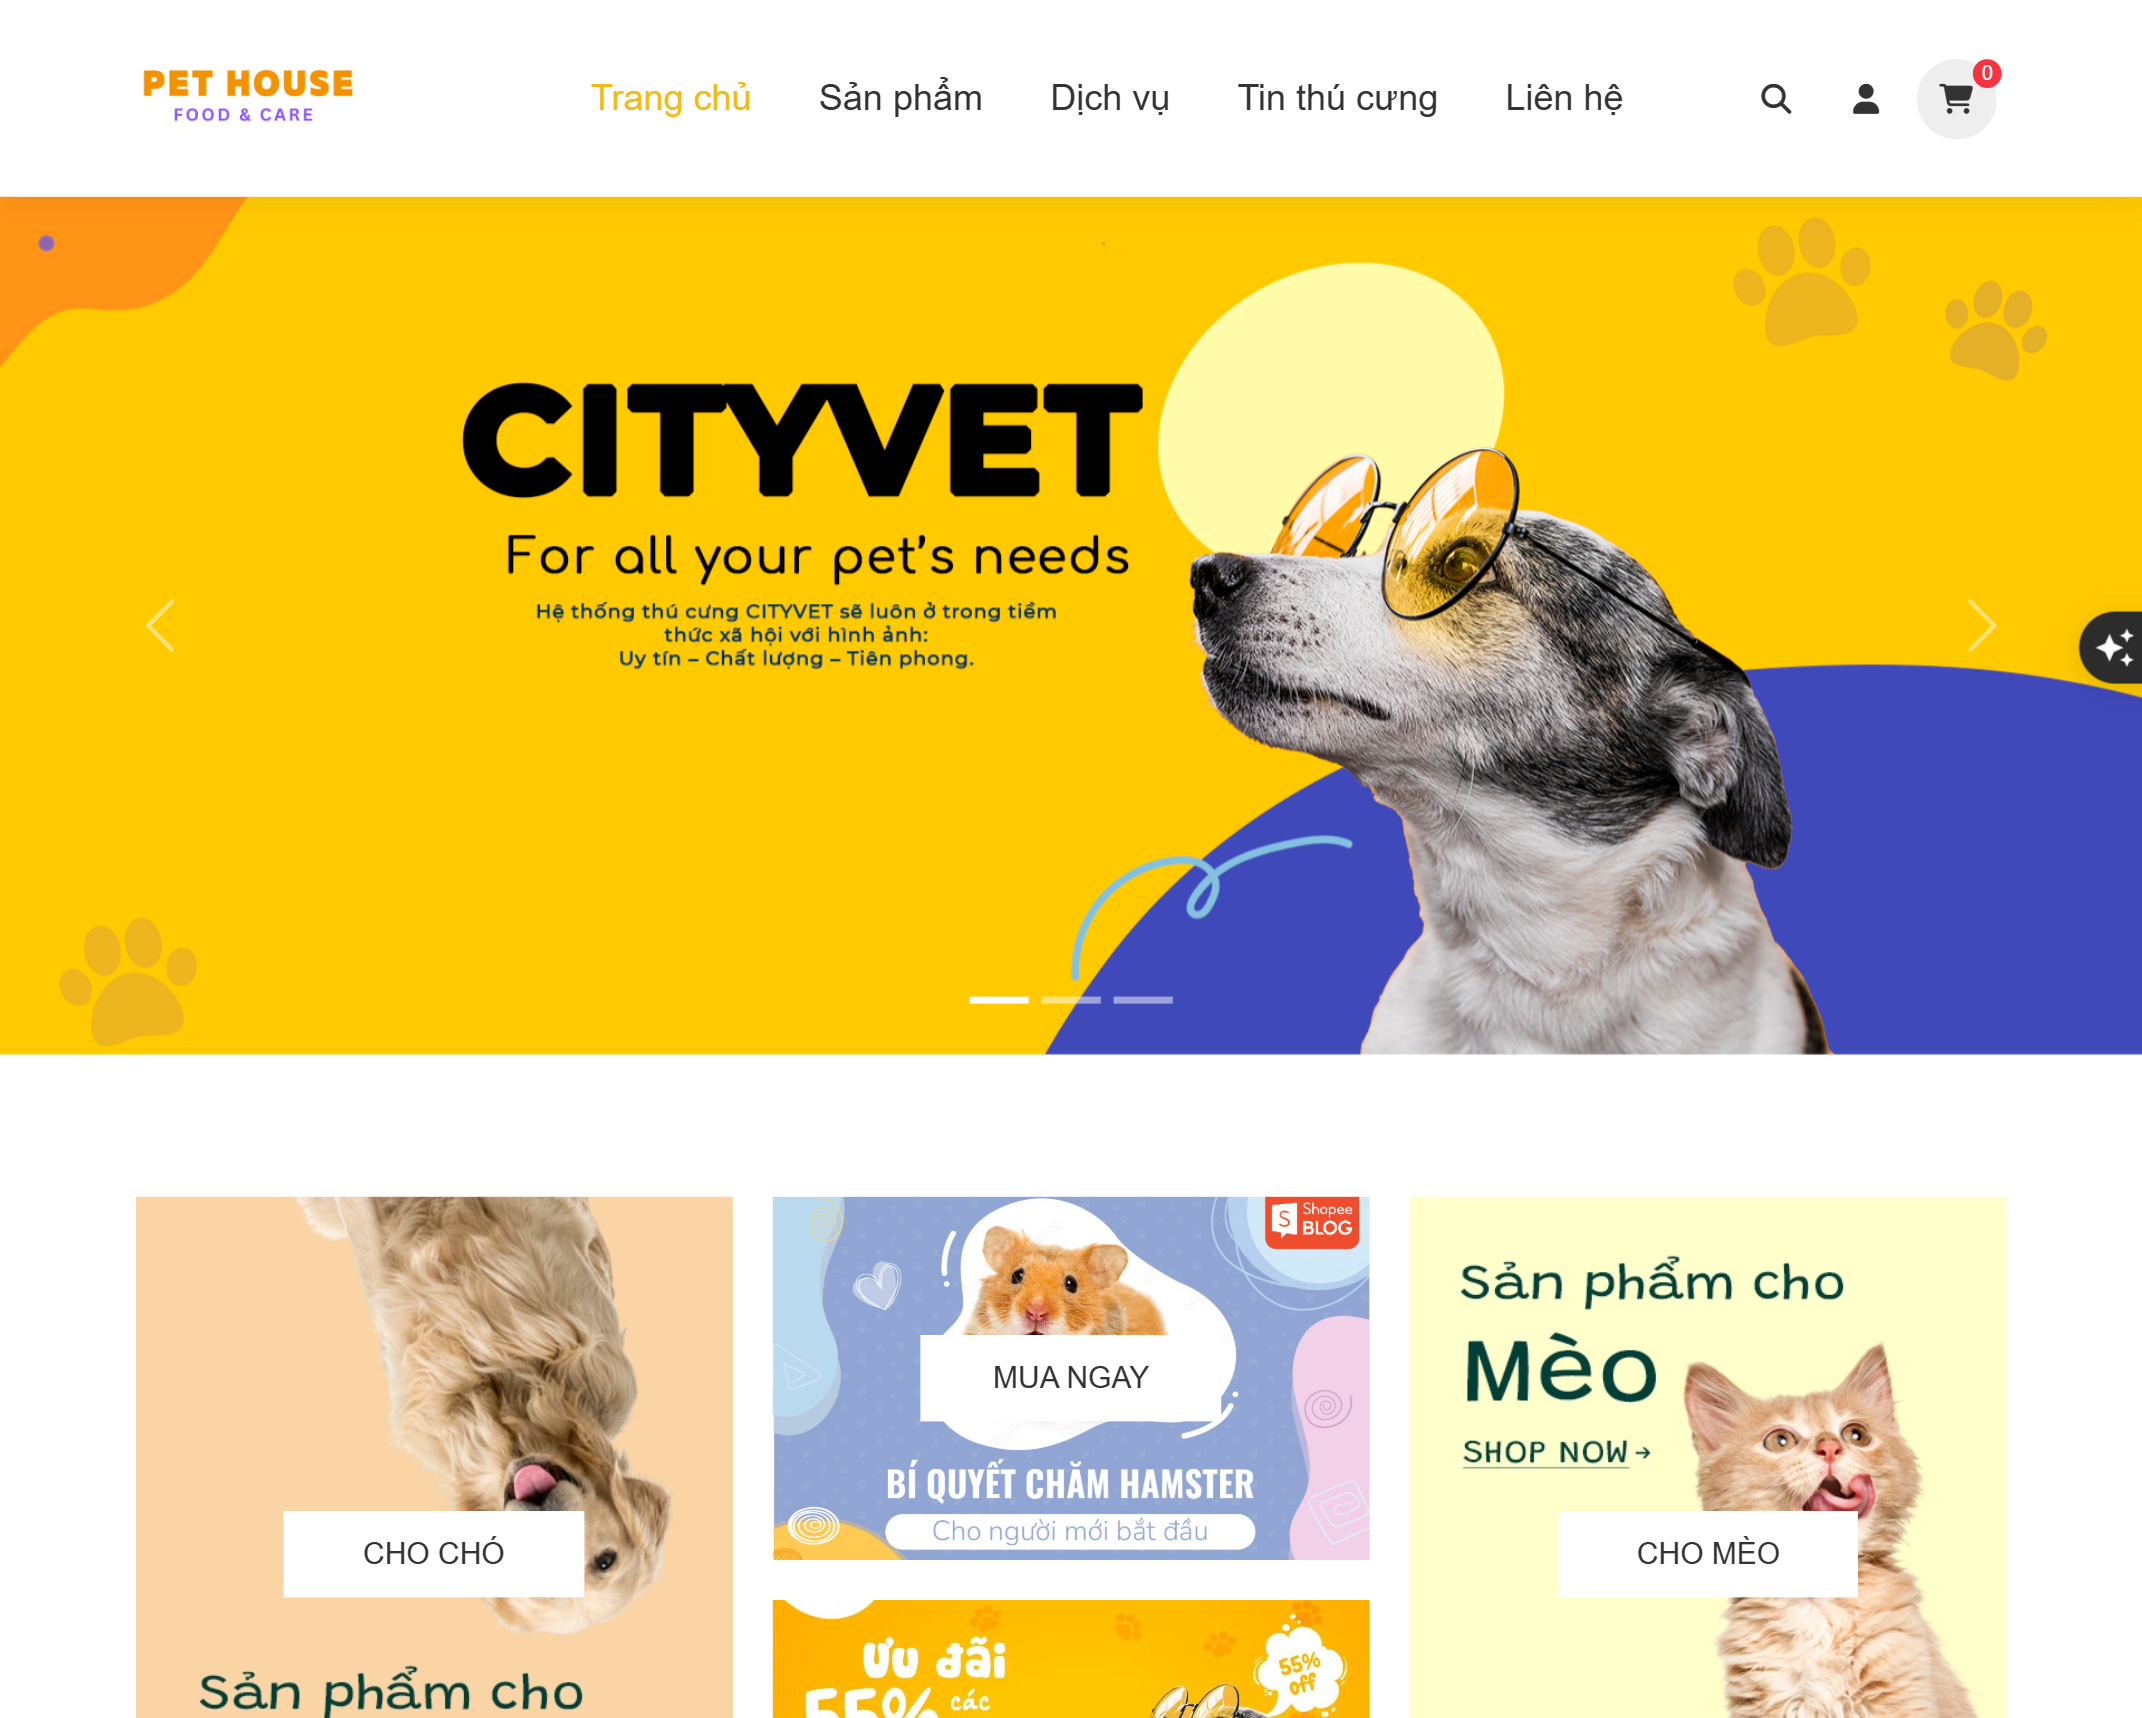 PET HOUSE
FOOD & CARE
Trang chủ
Sản phẩm
Dịch vụ
Tin thú cưng
Liên hệ
0
CITYVET
For all your pet's needs
Hệ thống thú cưng CITYVET sẽ luôn ở trong tiềm
thức xã hội với hình ảnh:
Uy tín – Chất lượng – Tiên phong.
CHO CHÓ
Sản phẩm cho
Shopee
BLOG
MUA NGAY
BÍ QUYẾT CHĂM HAMSTER
Cho người mới bắt đầu
Ưu đãi
55% các
55%
off
Sản phẩm cho
Mèo
SHOP NOW→
CHO MÈO